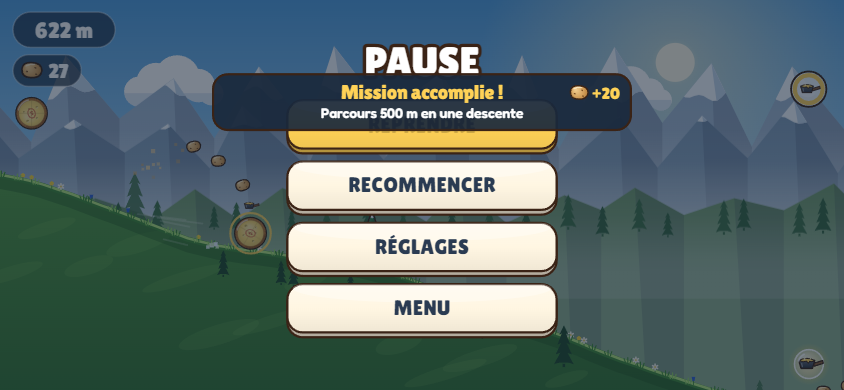 622 m
27
PAUSE
Mission accomplie !
+20
Parcours 500 m en une descente
RECOMMENCER
RÉGLAGES
MENU